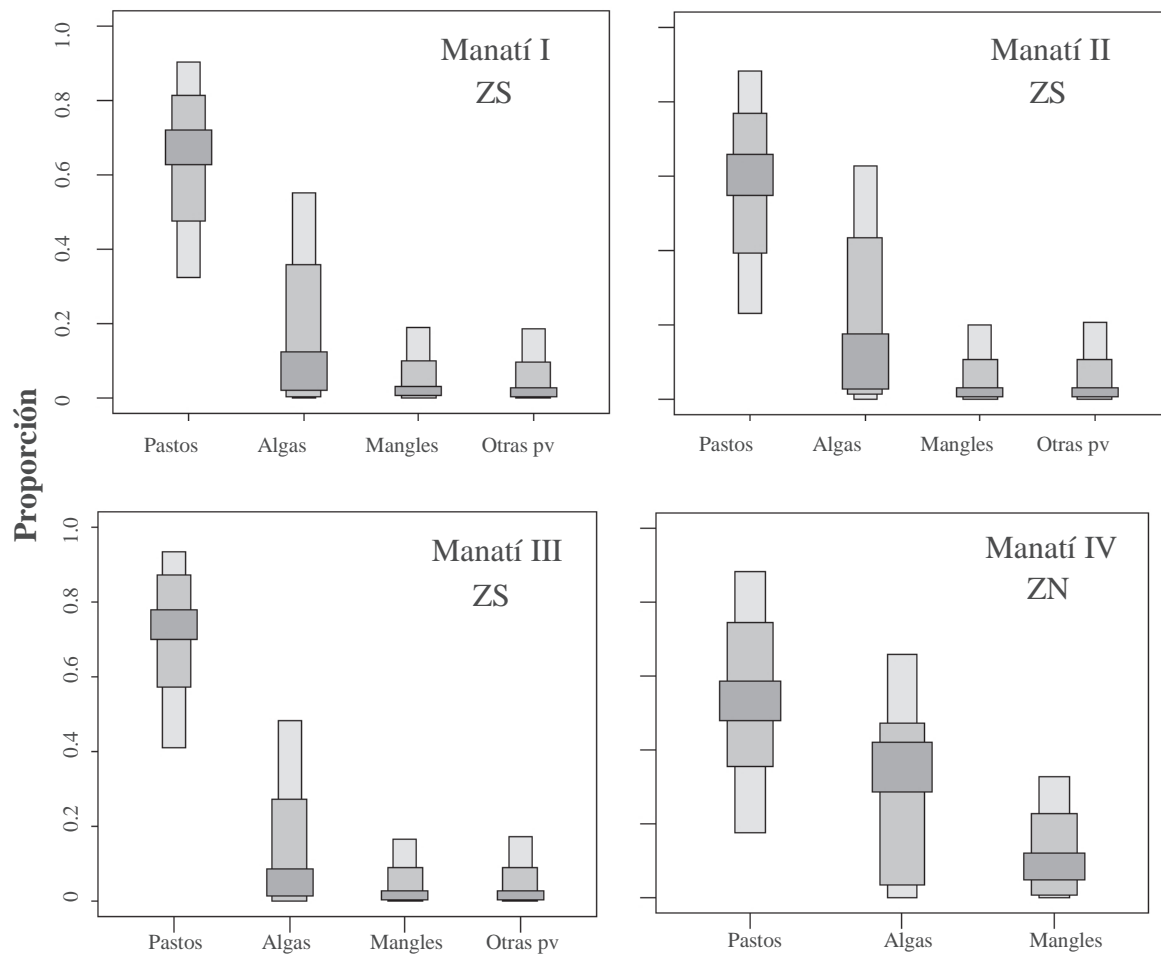 Proporción
Manatí I
ZS
1.0
0.8
0.6
0.4
0.2
0
Pastos Algas Mangles Otras pv
Manatí II
ZS
Pastos Algas Mangles Otras pv
Manatí III
ZS
1.0
0.8
0.6
0.4
0.2
0
Pastos Algas Mangles Otras pv
Manatí IV
ZN
Pastos Algas Mangles